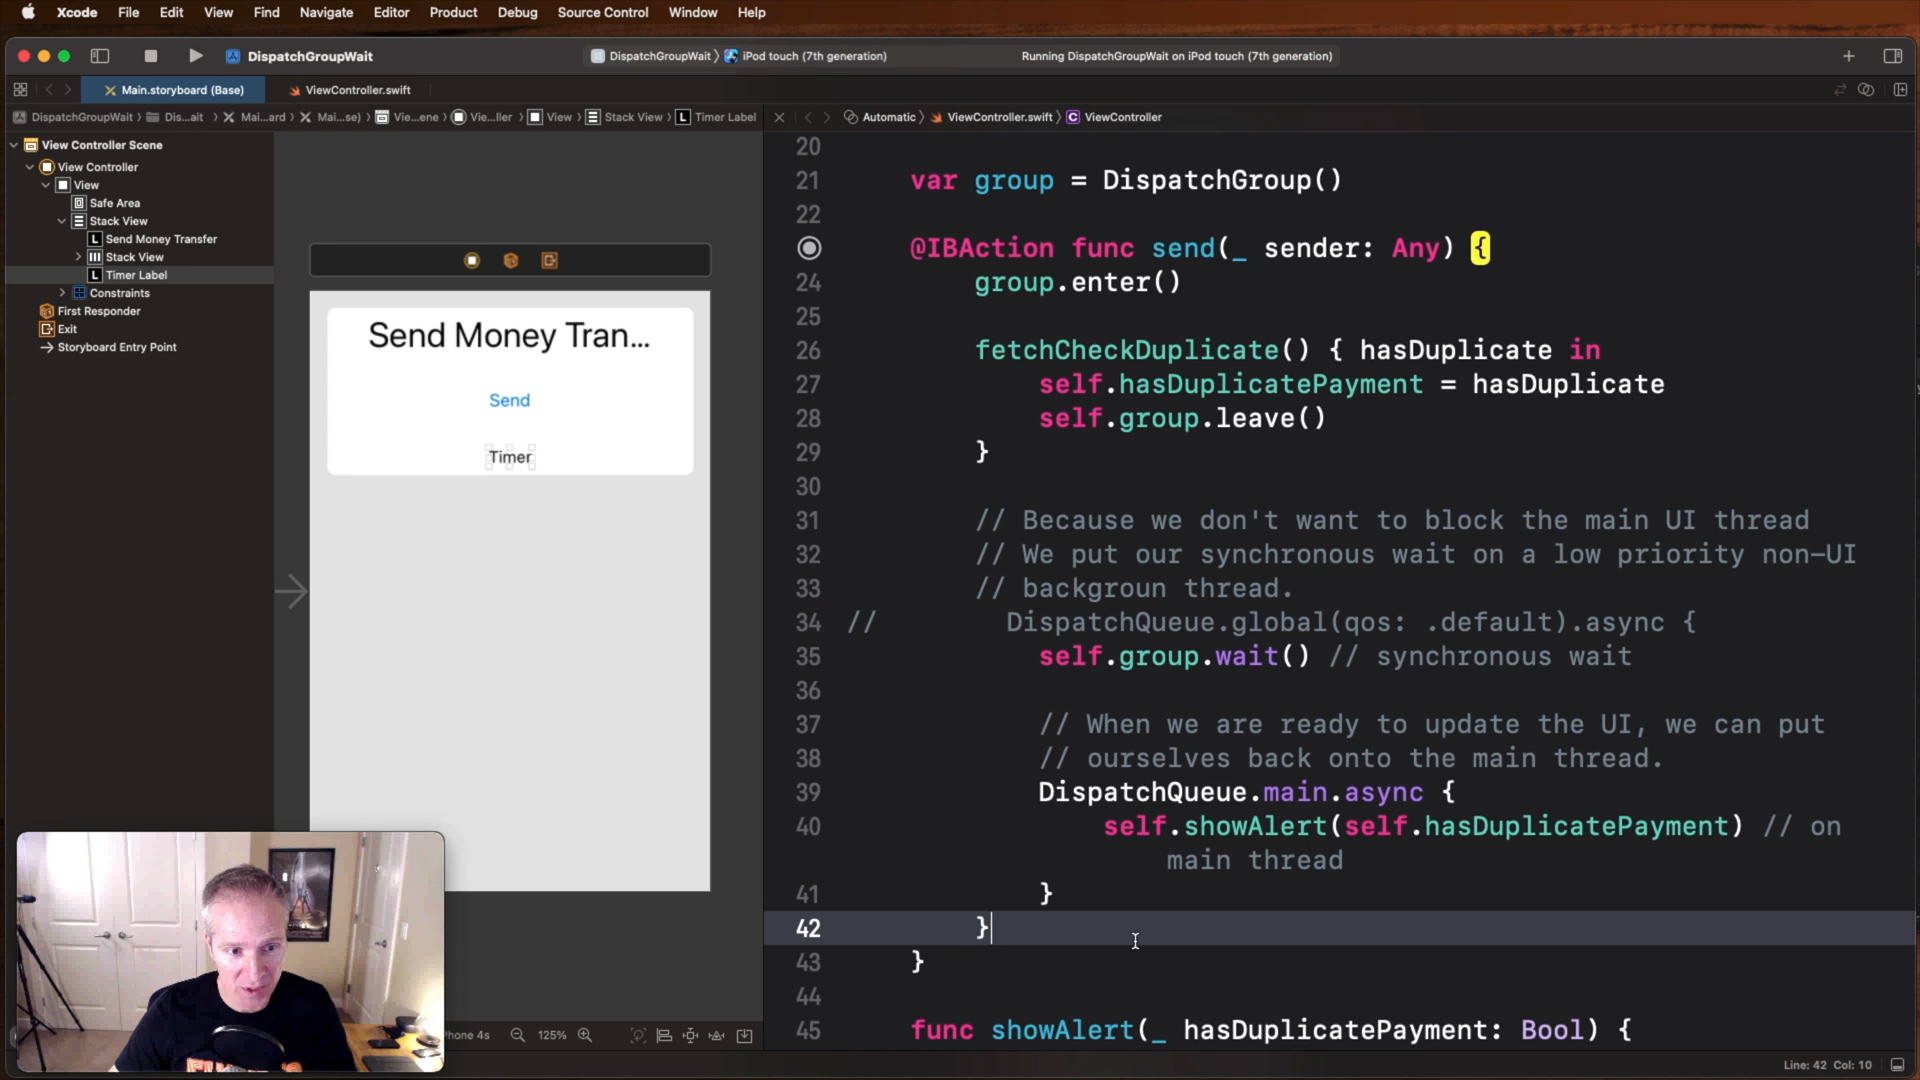 Xcode File Edit View Find Navigate Editor Product Debug Source Control Window Help
DispatchGroupWait
DispatchGroupWait 〉 iPod touch (7th generation)
Running DispatchGroupWait on iPod touch (7th generation)
Main.storyboard (Base)
ViewController.swift
DispatchGroupWait 〉 Dis...ait 〉 Mai...ard 〉 Mai...se) 〉 Vie...ene 〉 Vie...ller 〉 View 〉 Stack View 〉 L Timer Label
Automatic 〉 ViewController.swift 〉 C ViewController
View Controller Scene
View Controller
View
Safe Area
Stack View
L Send Money Transfer
Stack View
L Timer Label
Constraints
First Responder
Exit
Storyboard Entry Point
Send Money Tran...
Send
Timer
20
21 var group = DispatchGroup()
22
@IBAction func send(_ sender: Any) {
24 group.enter()
25
26 fetchCheckDuplicate() { hasDuplicate in
27 self.hasDuplicatePayment = hasDuplicate
28 self.group.leave()
29 }
30
31 // Because we don't want to block the main UI thread
32 // We put our synchronous wait on a low priority non-UI
33 // backgroun thread.
34 // DispatchQueue.global(qos: .default).async {
35 self.group.wait() // synchronous wait
36
37 // When we are ready to update the UI, we can put
38 // ourselves back onto the main thread.
39 DispatchQueue.main.async {
40 self.showAlert(self.hasDuplicatePayment) // on
main thread
41 }
42 }
43 }
44
45 func showAlert(_ hasDuplicatePayment: Bool) {
hone 4s
125%
Line: 42 Col: 10